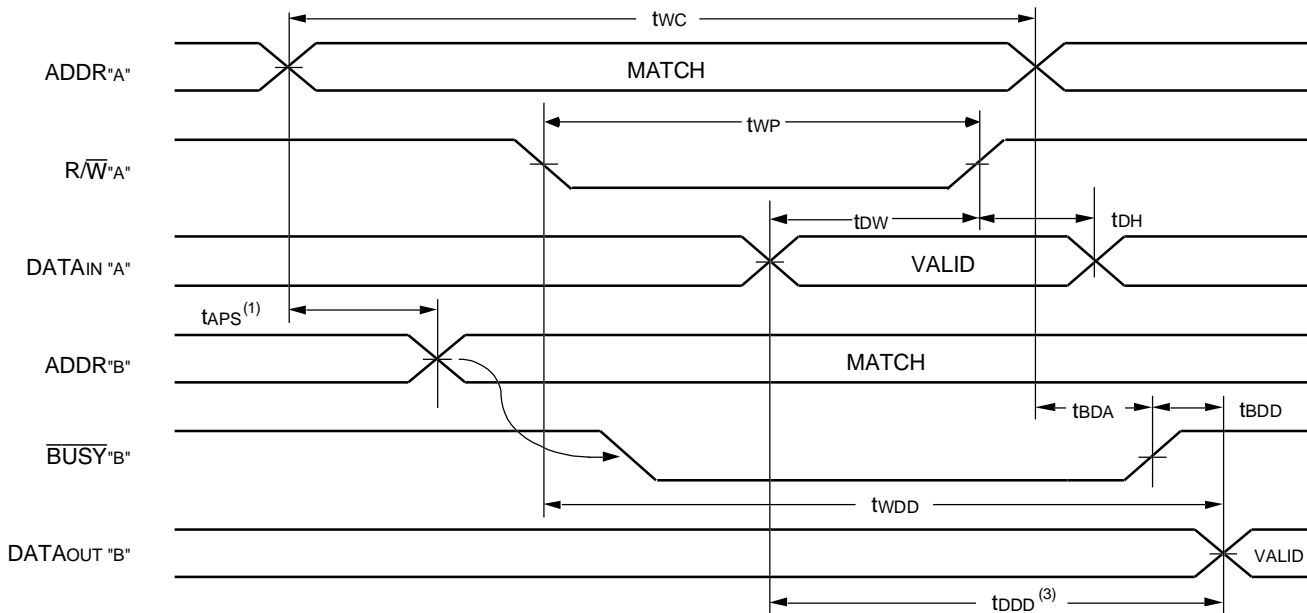 tWC
ADDR"A"
MATCH
tWP
R/W̅"A"
tDW
tDH
DATAIN "A"
VALID
tAPS(1)
ADDR"B"
MATCH
tBDA
tBDD
B̅U̅S̅Y̅"B"
tWDD
DATAOUT "B"
VALID
tDDD(3)